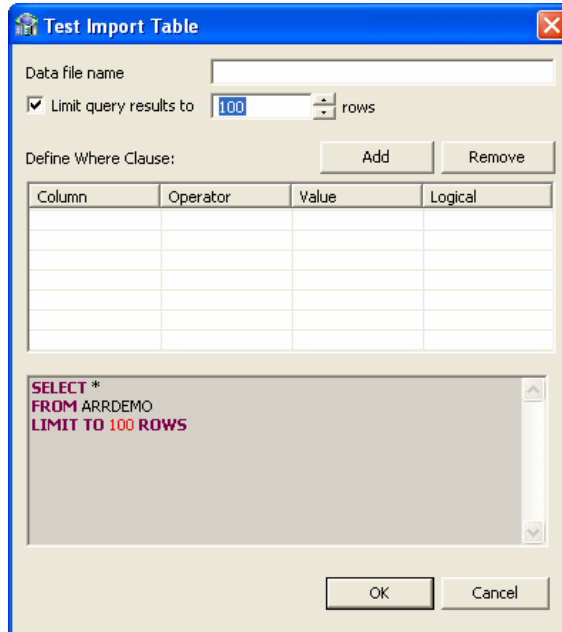 Test Import Table
Data file name
Limit query results to 100 rows
Define Where Clause: Add Remove
Column Operator Value Logical
SELECT *
FROM ARRDEMO
LIMIT TO 100 ROWS
OK Cancel